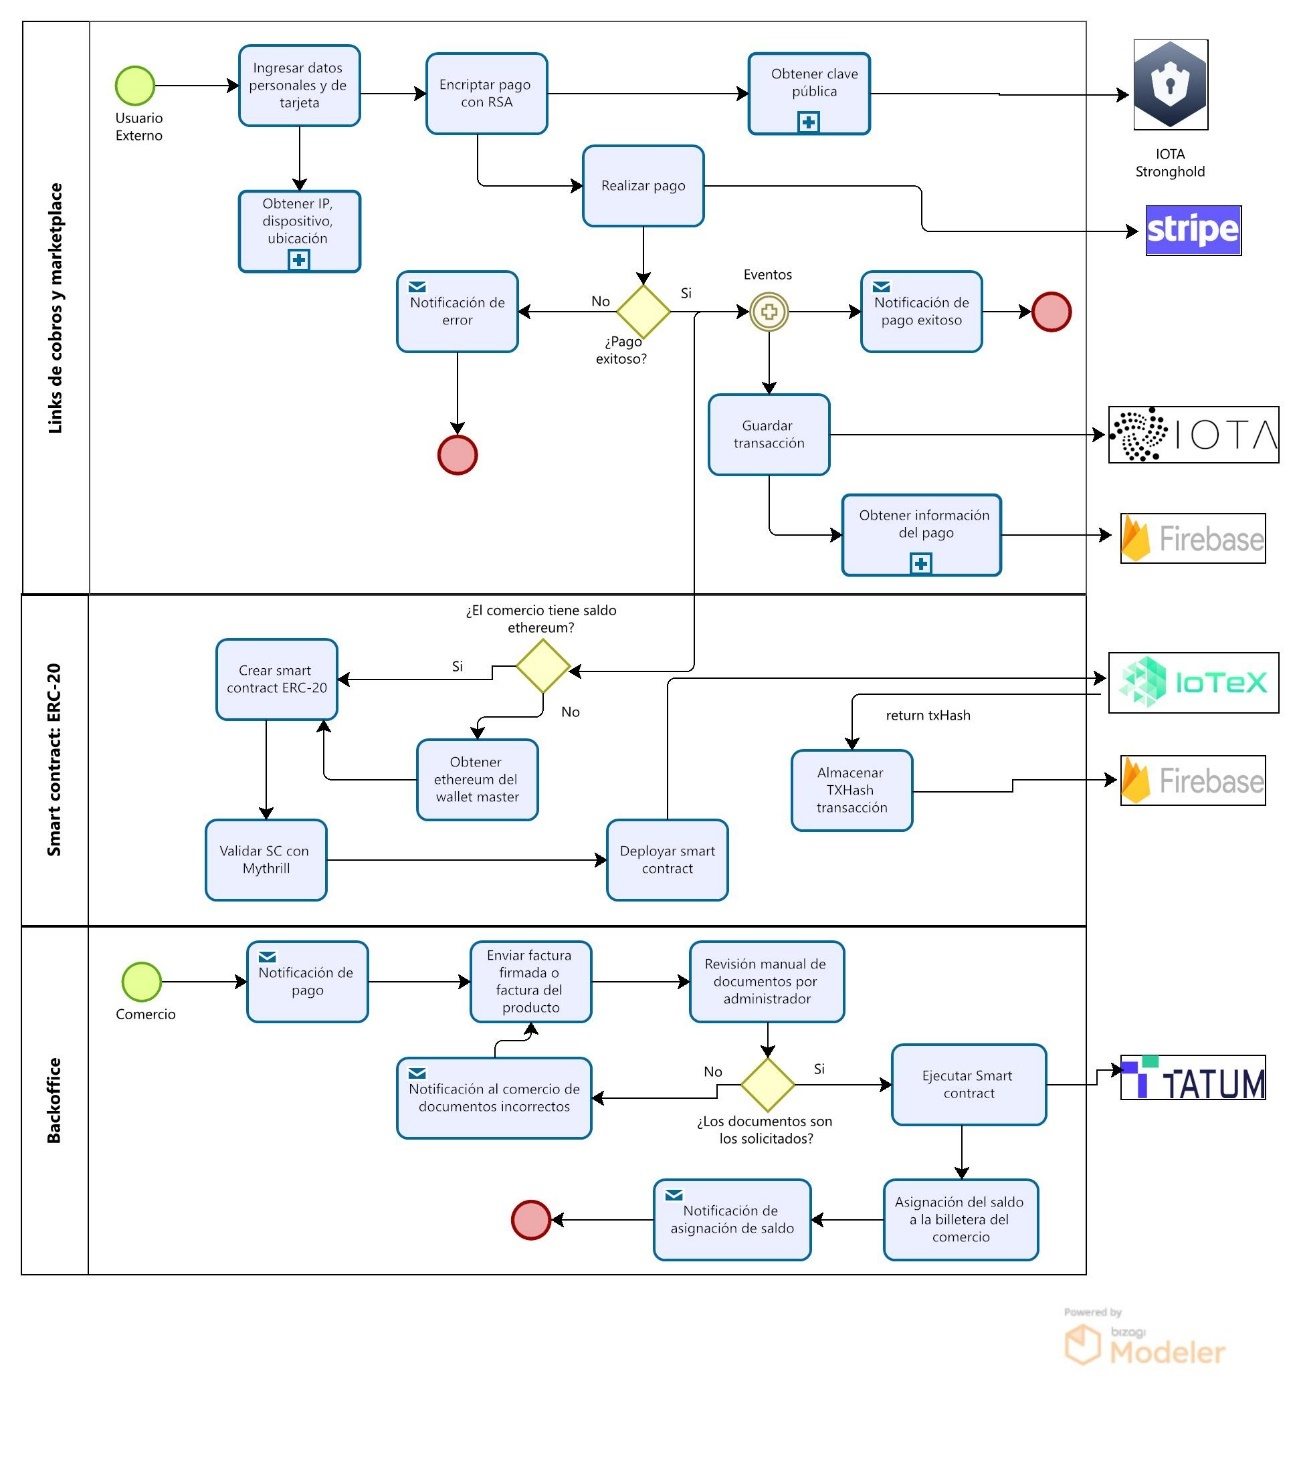 Links de cobros y marketplace
Usuario
Externo
Ingresar datos
personales y de
tarjeta
Encriptar pago
con RSA
Obtener clave
pública
IOTA
Stronghold
Obtener IP,
dispositivo,
ubicación
Realizar pago
stripe
Notificación de
error
No
¿Pago
exitoso?
Si
Eventos
Notificación de
pago exitoso
Guardar
transacción
IOTA
Obtener información
del pago
Firebase
Smart contract: ERC-20
¿El comercio tiene saldo
ethereum?
Crear smart
contract ERC-20
Si
No
Obtener
ethereum del
wallet master
IoTeX
return txHash
Almacenar
TXHash
transacción
Firebase
Validar SC con
Mythrill
Deployar smart
contract
Backoffice
Comercio
Notificación de
pago
Enviar factura
firmada o
factura del
producto
Revisión manual de
documentos por
administrador
Notificación al comercio de
documentos incorrectos
No
Si
¿Los documentos son
los solicitados?
Ejecutar Smart
contract
TATUM
Notificación de
asignación de saldo
Asignación del saldo
a la billetera del
comercio
Powered by
bizagi
Modeler